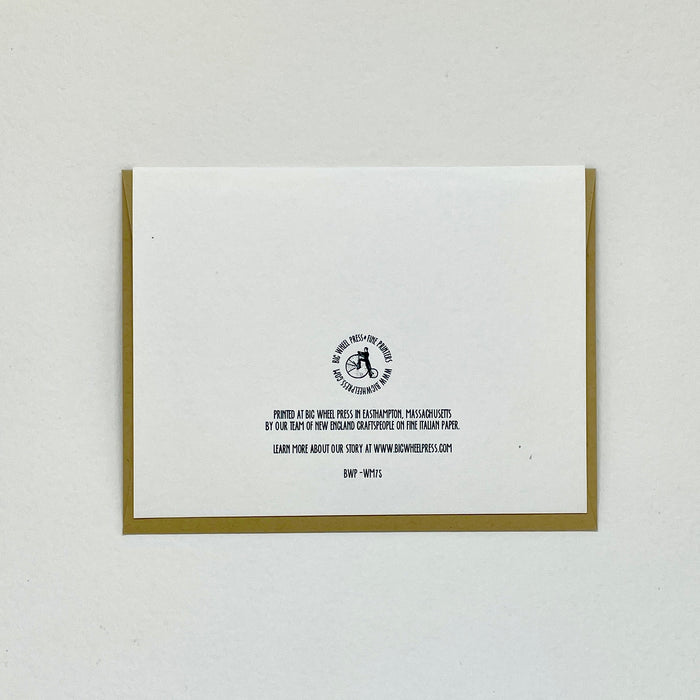 BIG WHEEL PRESS • FINE PRINTERS
WWW.BIGWHEELPRESS.COM
PRINTED AT BIG WHEEL PRESS IN EASTHAMPTON, MASSACHUSETTS
BY OUR TEAM OF NEW ENGLAND CRAFTSPEOPLE ON FINE ITALIAN PAPER.
LEARN MORE ABOUT OUR STORY AT WWW.BIGWHEELPRESS.COM
BWP -WM75